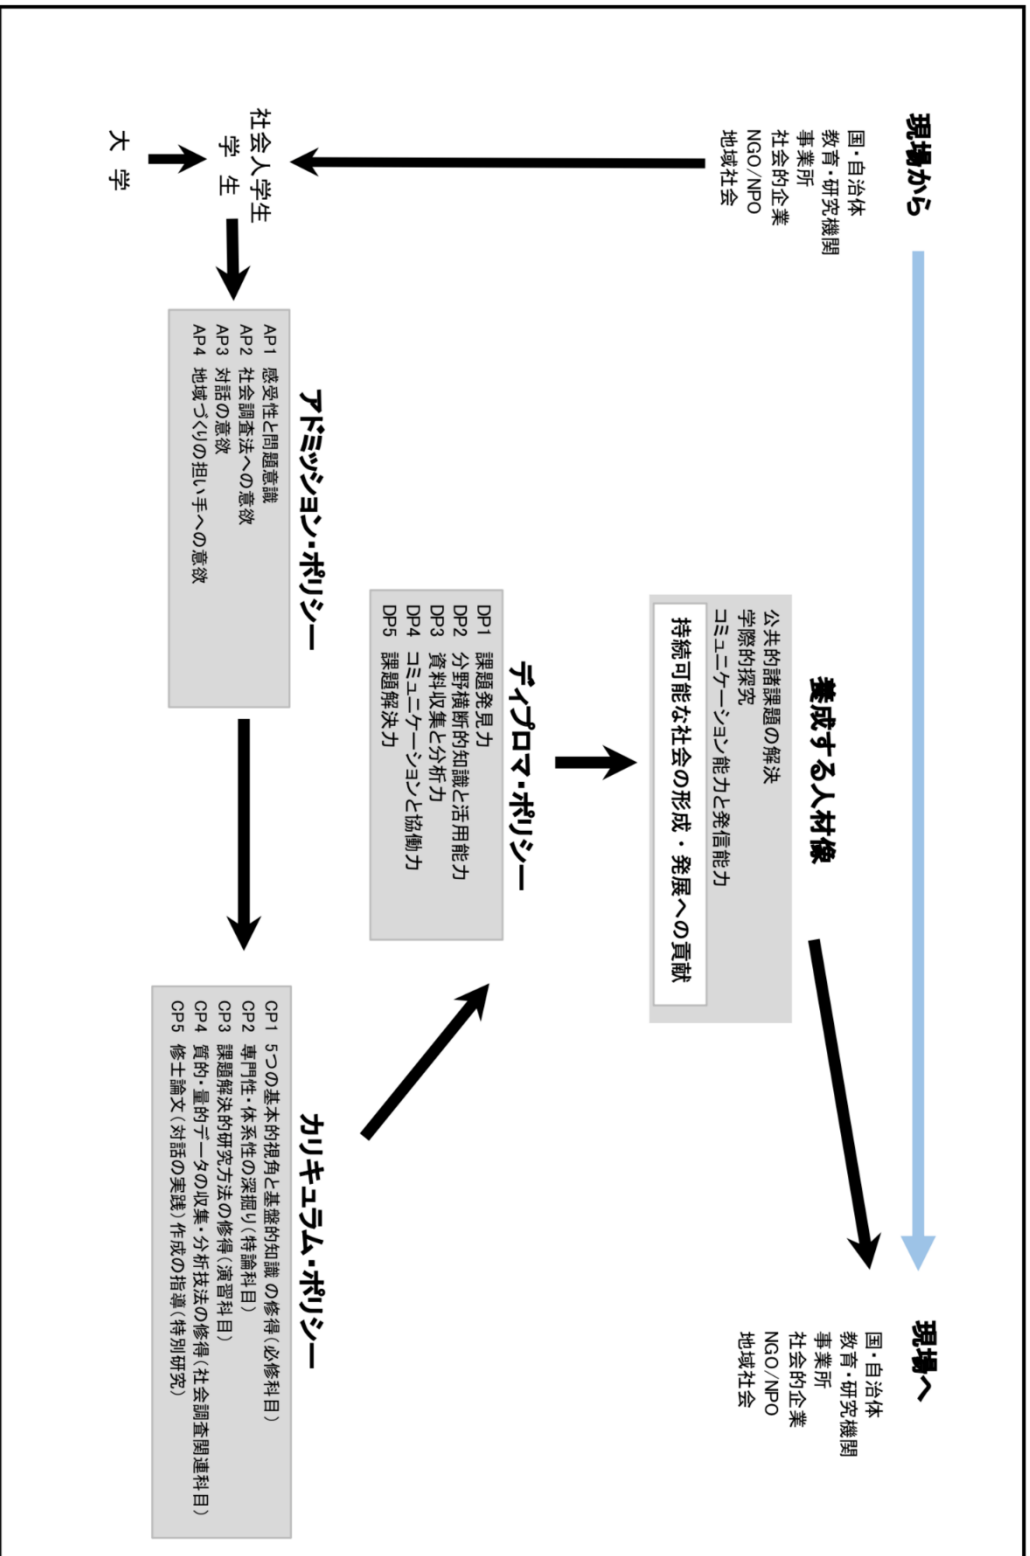 現場から
国・自治体
教育・研究機関
事業所
社会的企業
NGO/NPO
地域社会
現場へ
国・自治体
教育・研究機関
事業所
社会的企業
NGO/NPO
地域社会
養成する人材像
公共的諸課題の解決
学際的探究
コミュニケーション能力と発信能力
持続可能な社会の形成・発展への貢献
ディプロマ・ポリシー
DP1 課題発見力
DP2 分野横断的知識と活用能力
DP3 資料収集と分析力
DP4 コミュニケーションと協働力
DP5 課題解決力
社会人学生
学 生
大 学
アドミッション・ポリシー
AP1 感受性と問題意識
AP2 社会調査法への意欲
AP3 対話の意欲
AP4 地域づくりの担い手への意欲
カリキュラム・ポリシー
CP1 5つの基本的視角と基盤的知識 の修得(必修科目)
CP2 専門性・体系性の深掘り(特論科目)
CP3 課題解決的研究方法の修得(演習科目)
CP4 質的・量的データの収集・分析技法の修得(社会調査関連科目)
CP5 修士論文(対話の実践)作成の指導(特別研究)